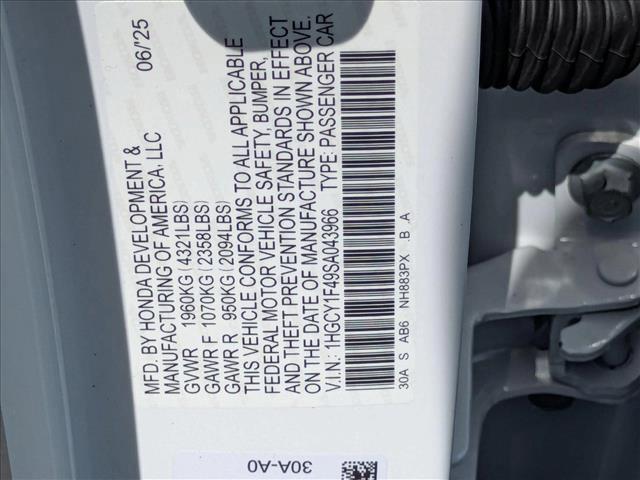 MFD. BY HONDA DEVELOPMENT & 06/'25
MANUFACTURING OF AMERICA, LLC
GVWR 1960KG (4321LBS)
GAWR F 1070KG (2358LBS)
GAWR R 950KG (2094LBS)
THIS VEHICLE CONFORMS TO ALL APPLICABLE
FEDERAL MOTOR VEHICLE SAFETY, BUMPER,
AND THEFT PREVENTION STANDARDS IN EFFECT
ON THE DATE OF MANUFACTURE SHOWN ABOVE.
V.I.N.: 1HGCY1F49SA043966 TYPE: PASSENGER CAR
30A S AB6 NH883PX .B .A
30A-A0